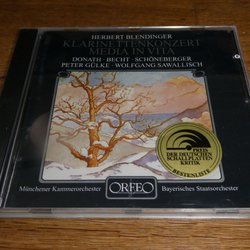 HERBERT BLENDINGER
KLARINETTENKONZERT
MEDIA IN VITA
DONATH · BECHT · SCHÖNEBERGER
PETER GÜLKE · WOLFGANG SAWALLISCH
PREIS
DER DEUTSCHEN
SCHALLPLATTEN
KRITIK
BESTENLISTE
Münchener Kammerorchester
ORFEO
Bayerisches Staatsorchester